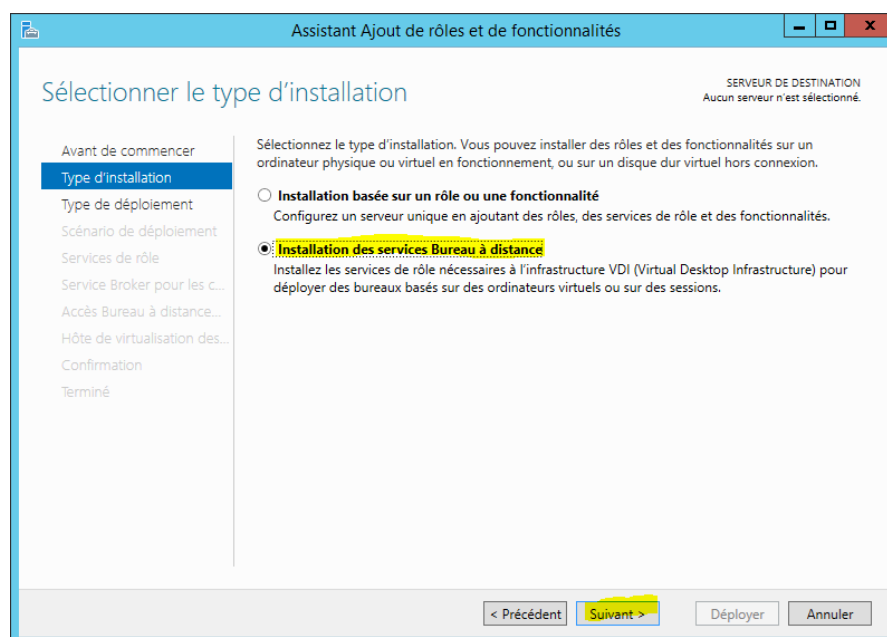 Assistant Ajout de rôles et de fonctionnalités
Sélectionner le type d'installation
SERVEUR DE DESTINATION
Aucun serveur n'est sélectionné.
Avant de commencer
Type d'installation
Type de déploiement
Scénario de déploiement
Services de rôle
Service Broker pour les c...
Accès Bureau à distance...
Hôte de virtualisation des...
Confirmation
Terminé
Sélectionnez le type d'installation. Vous pouvez installer des rôles et des fonctionnalités sur un
ordinateur physique ou virtuel en fonctionnement, ou sur un disque dur virtuel hors connexion.
Installation basée sur un rôle ou une fonctionnalité
Configurez un serveur unique en ajoutant des rôles, des services de rôle et des fonctionnalités.
Installation des services Bureau à distance
Installez les services de rôle nécessaires à l'infrastructure VDI (Virtual Desktop Infrastructure) pour
déployer des bureaux basés sur des ordinateurs virtuels ou sur des sessions.
< Précédent
Suivant >
Déployer
Annuler